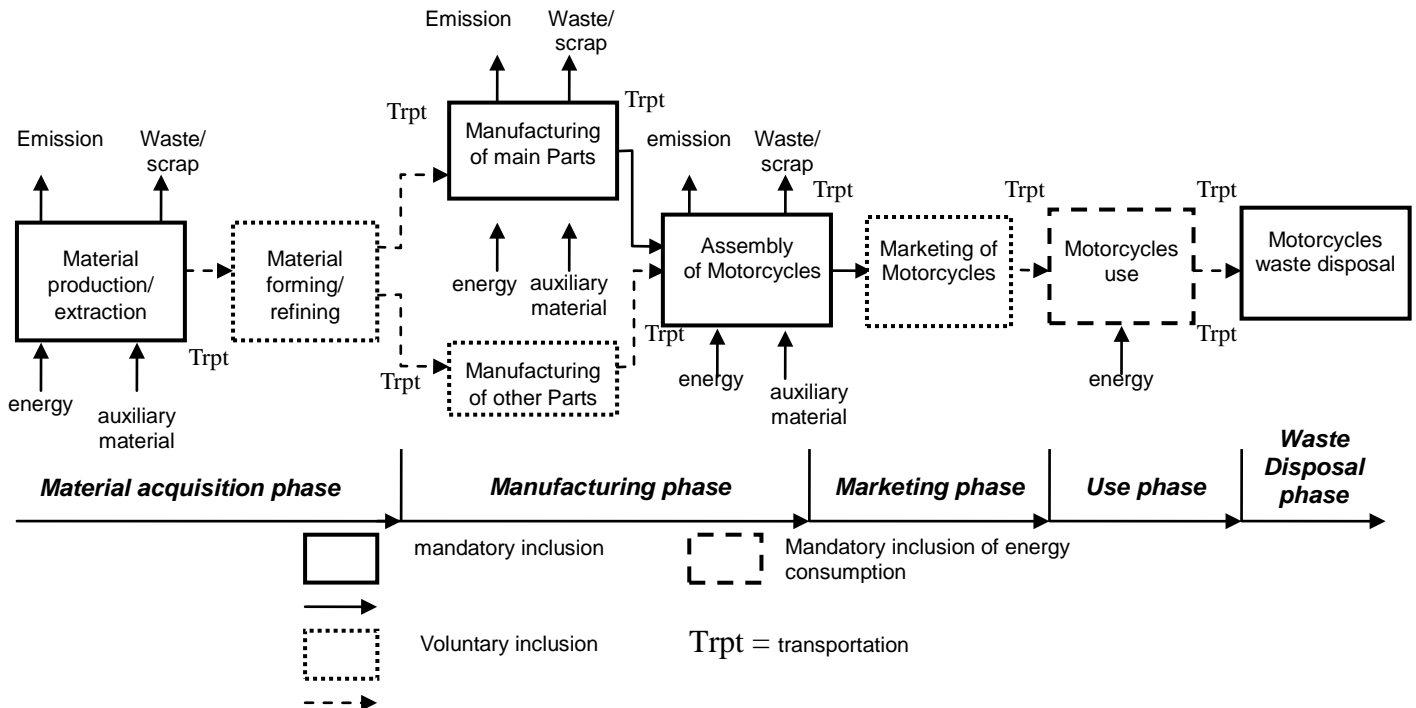 Emission
Waste/
scrap
Trpt
Trpt
Manufacturing
of main Parts
Emission
Waste/
scrap
emission
Waste/
scrap
Trpt
Trpt
Trpt
Material
production/
extraction
Material
forming/
refining
Assembly
of Motorcycles
Marketing of
Motorcycles
Motorcycles
use
Motorcycles
waste disposal
energy
auxiliary
material
Trpt
Trpt
Trpt
Trpt
Manufacturing
of other Parts
energy
auxiliary
material
energy
auxiliary
material
energy
Material acquisition phase
Manufacturing phase
Marketing phase
Use phase
Waste
Disposal
phase
mandatory inclusion
Mandatory inclusion of energy
consumption
Voluntary inclusion
Trpt = transportation